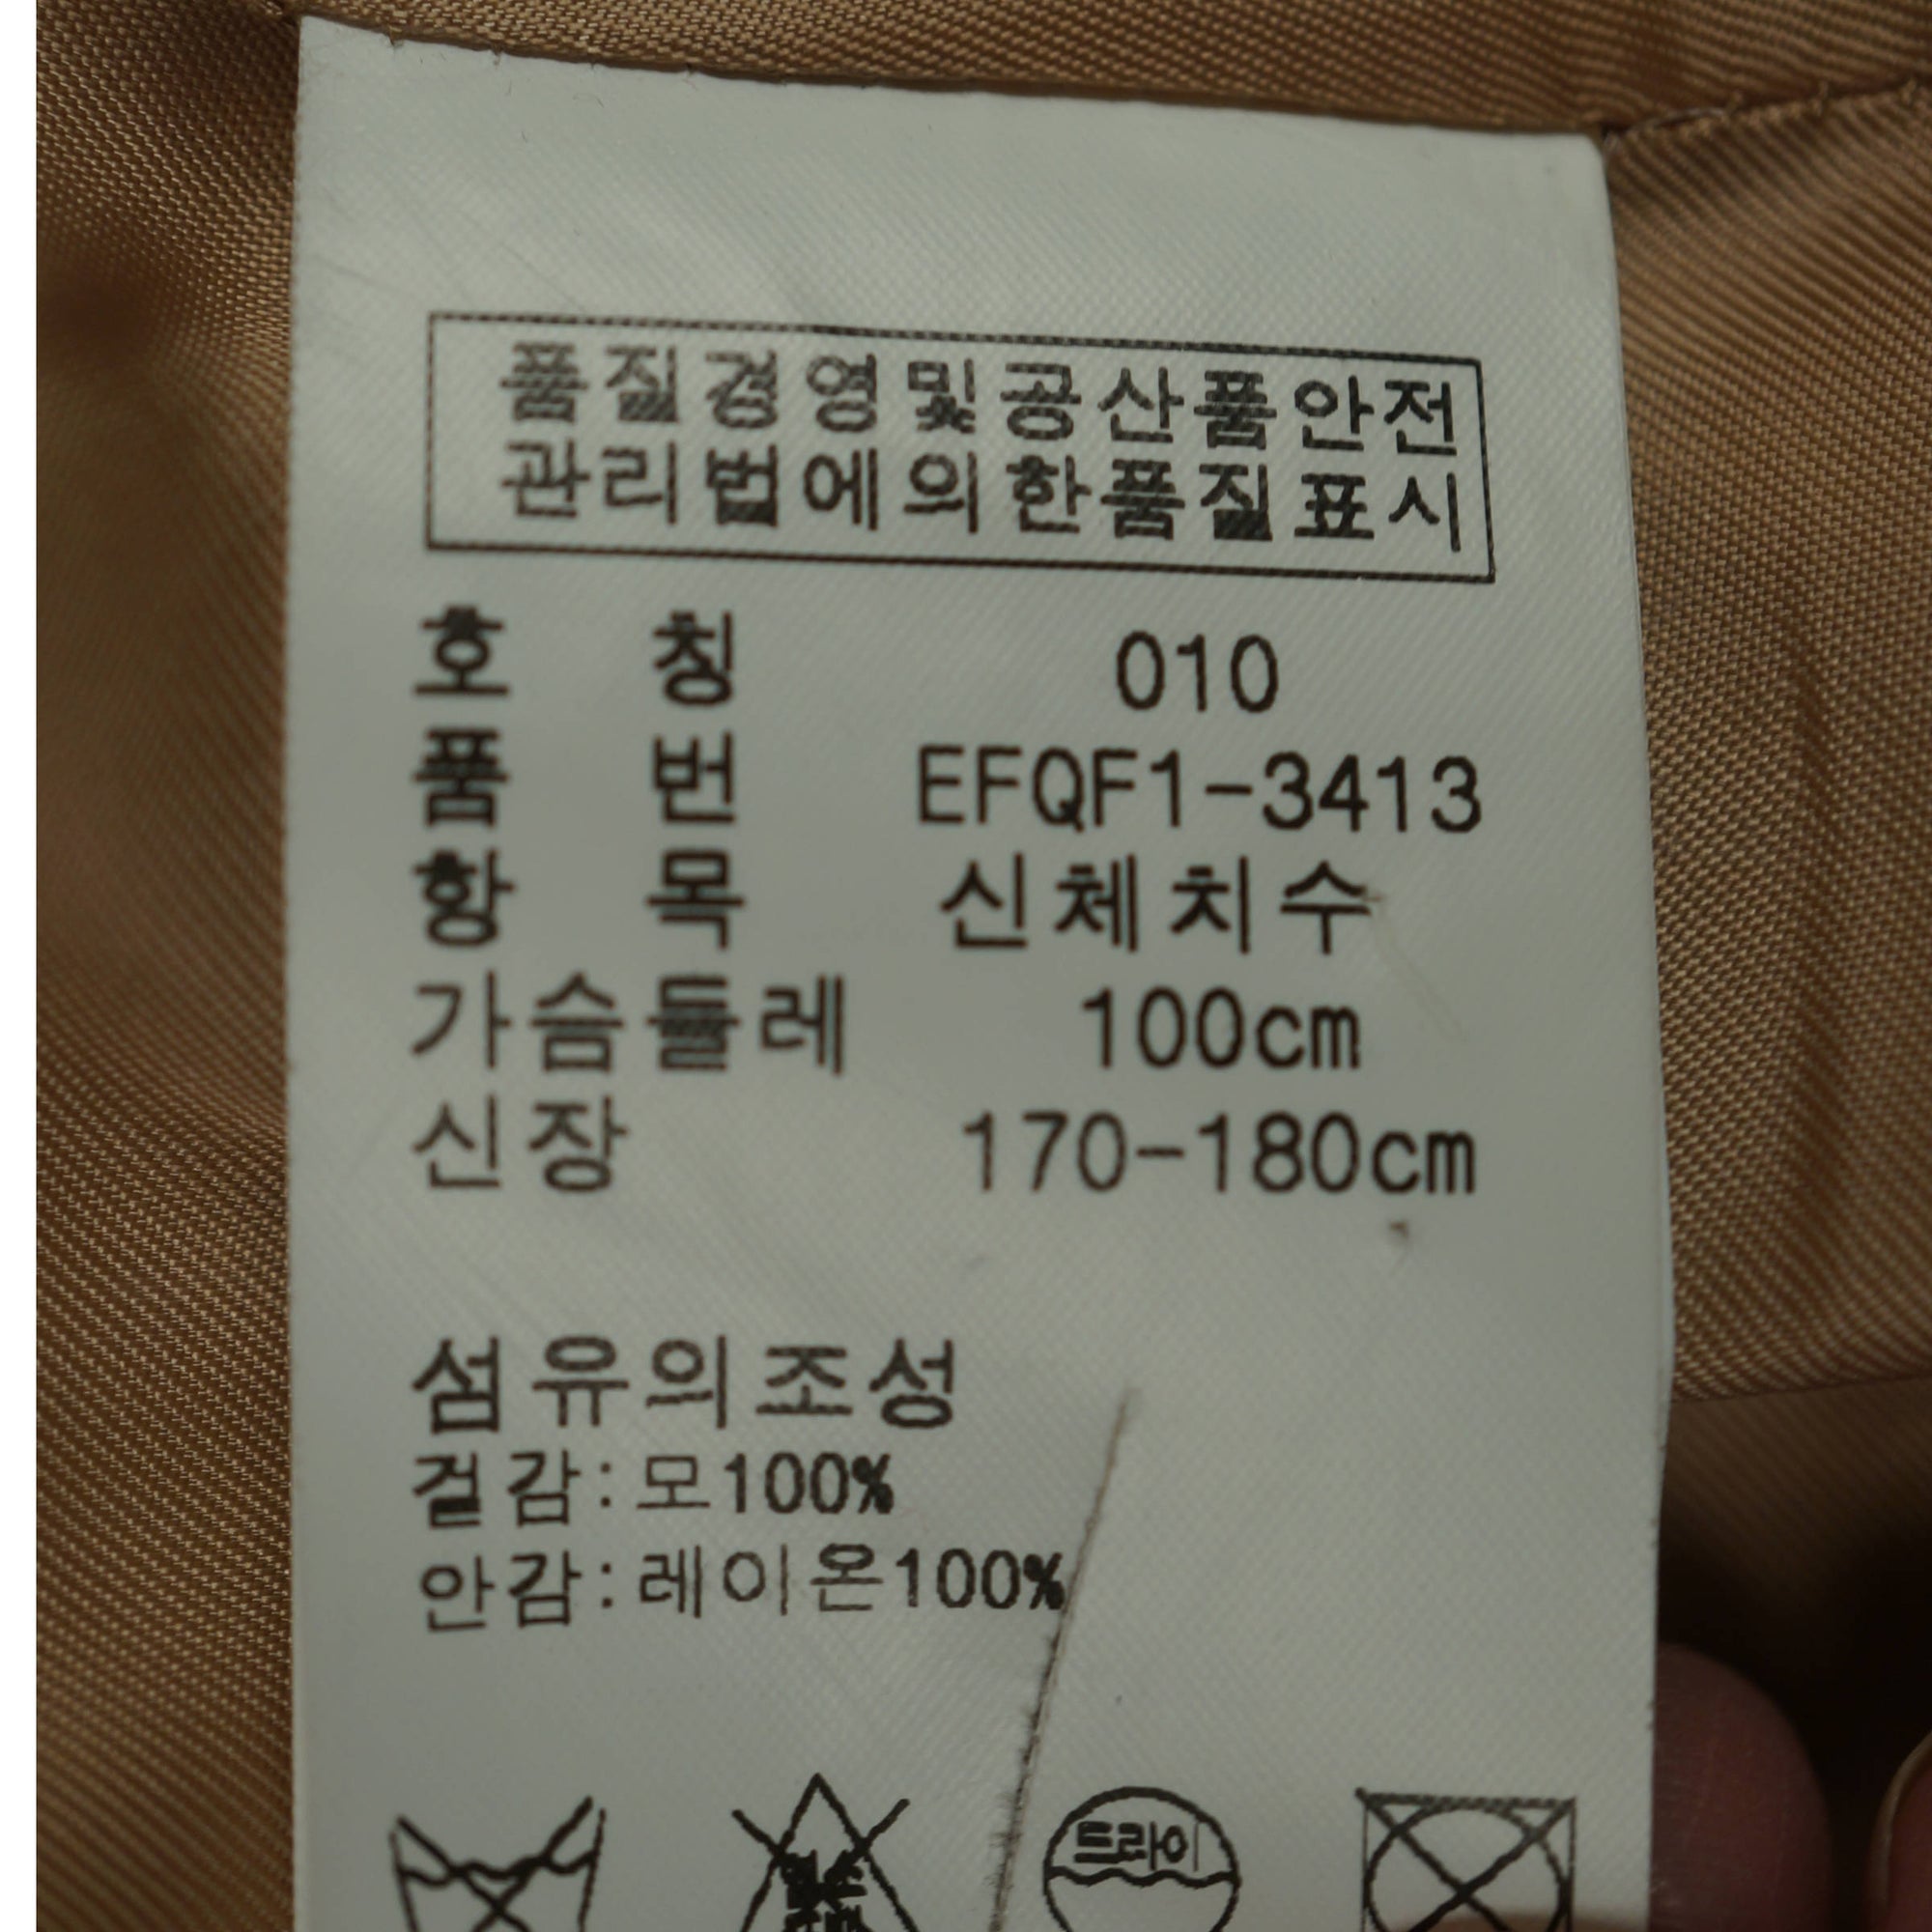 품질경영및공산품안전
관리법에의한품질표시
호 칭 010
품 번 EFQF1-3413
항 목 신체치수
가슴둘레 100cm
신장 170-180cm
섬유의조성
겉감:모100%
안감:레이온100%
드라이